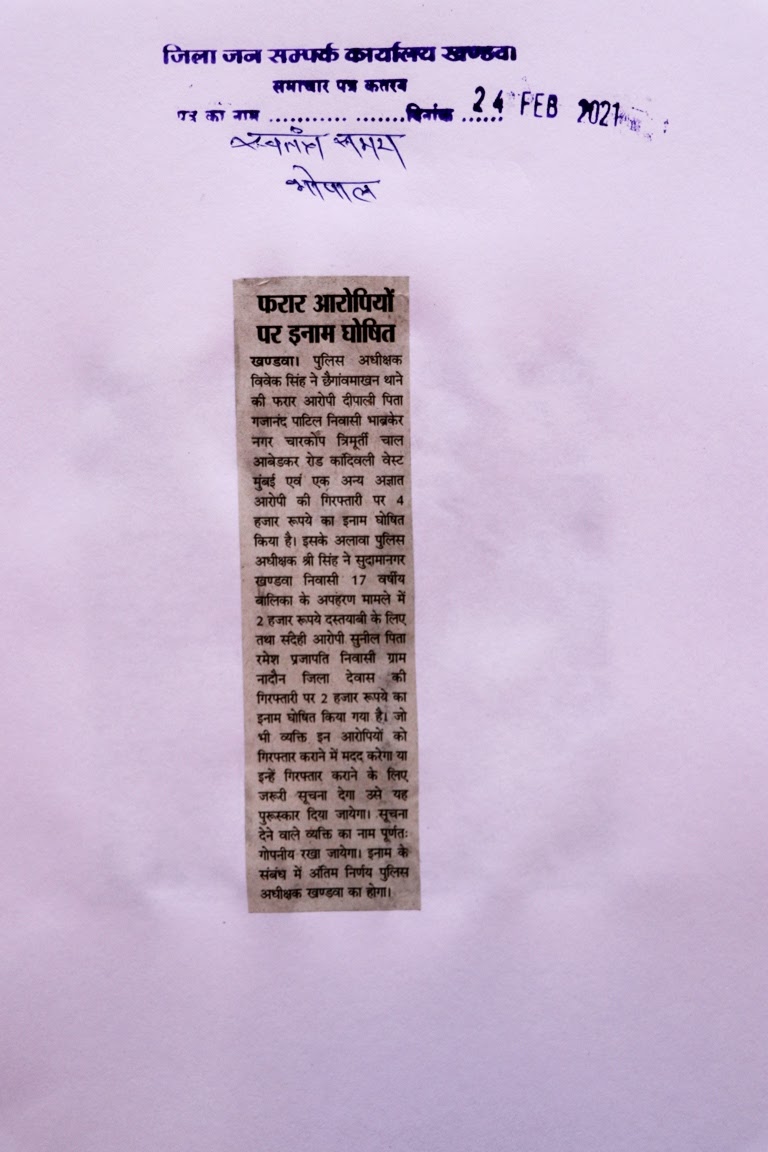 जिला जन सम्पर्क कार्यालय खण्डवा
समाचार पत्र कतरन
पत्र का नाम ........... .......दिनांक ...... 24 FEB 2021
स्वतंत्र समय
भोपाल
फरार आरोपियों
पर इनाम घोषित
खण्डवा। पुलिस अधीक्षक
विवेक सिंह ने छैगांवमाखन थाने
की फरार आरोपी दीपाली पिता
गजानंद पाटिल निवासी भाब्रकेर
नगर चारकोप त्रिमूर्ती चाल
आबेडकर रोड कांदिवली वेस्ट
मुंबई एवं एक अन्य अज्ञात
आरोपी की गिरफ्तारी पर 4
हजार रूपये का इनाम घोषित
किया है। इसके अलावा पुलिस
अधीक्षक श्री सिंह ने सुदामानगर
खण्डवा निवासी 17 वर्षीय
बालिका के अपहरण मामले में
2 हजार रूपये दस्तयाबी के लिए
तथा संदेही आरोपी सुनील पिता
रमेश प्रजापति निवासी ग्राम
नादौन जिला देवास की
गिरफ्तारी पर 2 हजार रूपये का
इनाम घोषित किया गया है। जो
भी व्यक्ति इन आरोपियों को
गिरफ्तार कराने में मदद करेगा या
इन्हें गिरफ्तार कराने के लिए
जरूरी सूचना देगा उसे यह
पुरूस्कार दिया जायेगा। सूचना
देने वाले व्यक्ति का नाम पूर्णतः
गोपनीय रखा जायेगा। इनाम के
संबंध में अंतिम निर्णय पुलिस
अधीक्षक खण्डवा का होगा।